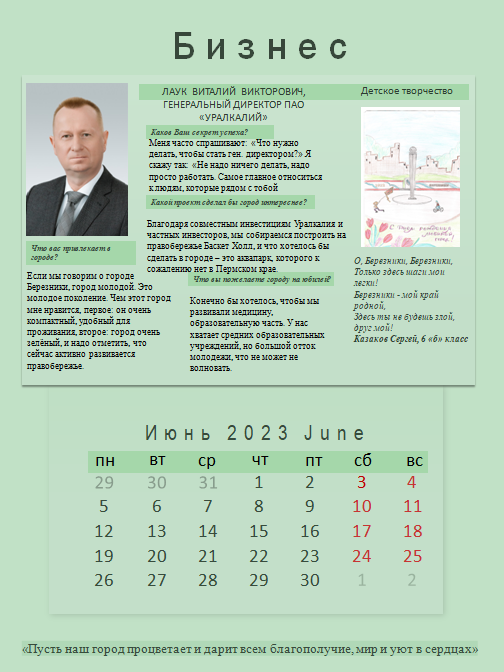 Бизнес
ЛАУК ВИТАЛИЙ ВИКТОРОВИЧ,
ГЕНЕРАЛЬНЫЙ ДИРЕКТОР ПАО
«УРАЛКАЛИЙ»
Каков Ваш секрет успеха?
Меня часто спрашивают: «Что нужно
делать, чтобы стать ген. директором?» Я
скажу так: «Не надо ничего делать, надо
просто работать. Самое главное относиться
к людям, которые рядом с тобой
Какой проект сделал бы город интереснее?
Благодаря совместным инвестициям Уралкалия и
частных инвесторов, мы собираемся построить на
правобережье Баскет Холл, и что хотелось бы
сделать в городе – это аквапарк, которого к
сожалению нет в Пермском крае.
Что вас привлекает в
городе?
Если мы говорим о городе
Березники, город молодой. Это
молодое поколение. Чем этот город
мне нравится, первое: он очень
компактный, удобный для
проживания, второе: город очень
зелёный, и надо отметить, что
сейчас активно развивается
правобережье.
Что вы пожелаете городу на юбилей?
Конечно бы хотелось, чтобы мы
развивали медицину,
образовательную часть. У нас
хватает средних образовательных
учреждений, но большой отток
молодежи, что не может не
волновать.
Детское творчество
С Днем рождения
любимый
город!
О, Березники, Березники,
Только здесь шаги мои
легки!
Березники - мой край
родной,
Здесь ты не будешь злой,
друг мой!
Казаков Сергей, 6 «б» класс
Июнь 2023 June
пн вт ср чт пт сб вс
29 30 31 1 2 3 4
5 6 7 8 9 10 11
12 13 14 15 16 17 18
19 20 21 22 23 24 25
26 27 28 29 30 1 2
«Пусть наш город процветает и дарит всем благополучие, мир и уют в сердцах»